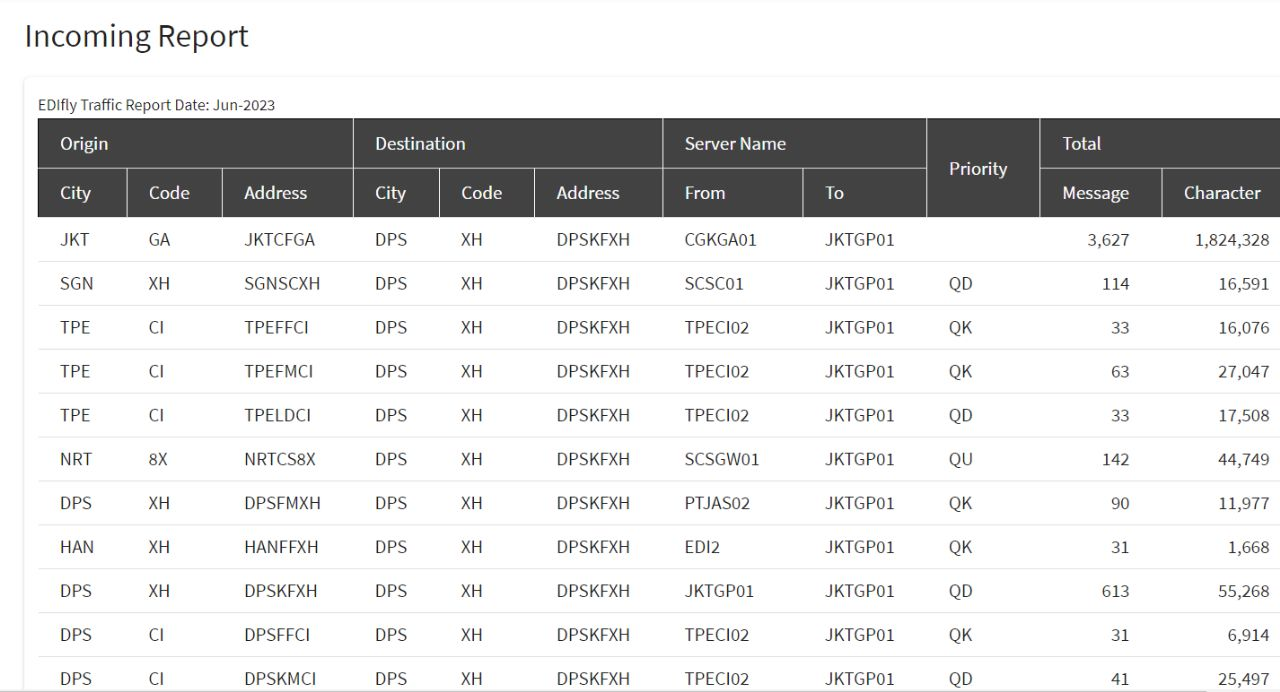 Incoming Report
EDIfly Traffic Report Date: Jun-2023
Origin Destination Server Name Priority Total
City Code Address City Code Address From To Message Character
JKT GA JKTCFGA DPS XH DPSKFXH CGKGA01 JKTGP01 3,627 1,824,328
SGN XH SGNSCXH DPS XH DPSKFXH SCSC01 JKTGP01 QD 114 16,591
TPE CI TPEFFCI DPS XH DPSKFXH TPECI02 JKTGP01 QK 33 16,076
TPE CI TPEFMCI DPS XH DPSKFXH TPECI02 JKTGP01 QK 63 27,047
TPE CI TPELDCI DPS XH DPSKFXH TPECI02 JKTGP01 QD 33 17,508
NRT 8X NRTCS8X DPS XH DPSKFXH SCSGW01 JKTGP01 QU 142 44,749
DPS XH DPSFMXH DPS XH DPSKFXH PTJAS02 JKTGP01 QK 90 11,977
HAN XH HANFFXH DPS XH DPSKFXH EDI2 JKTGP01 QK 31 1,668
DPS XH DPSKFXH DPS XH DPSKFXH JKTGP01 JKTGP01 QD 613 55,268
DPS CI DPSFFCI DPS XH DPSKFXH TPECI02 JKTGP01 QK 31 6,914
DPS CI DPSKMCI DPS XH DPSKFXH TPECI02 JKTGP01 QD 41 25,497